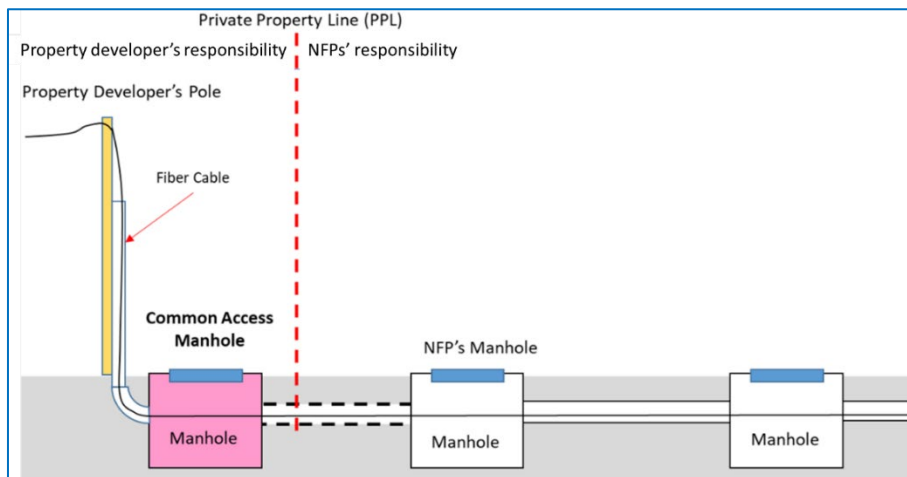 Private Property Line (PPL)
Property developer's responsibility
NFPs' responsibility
Property Developer's Pole
Fiber Cable
Common Access
Manhole
NFP's Manhole
Manhole
Manhole
Manhole